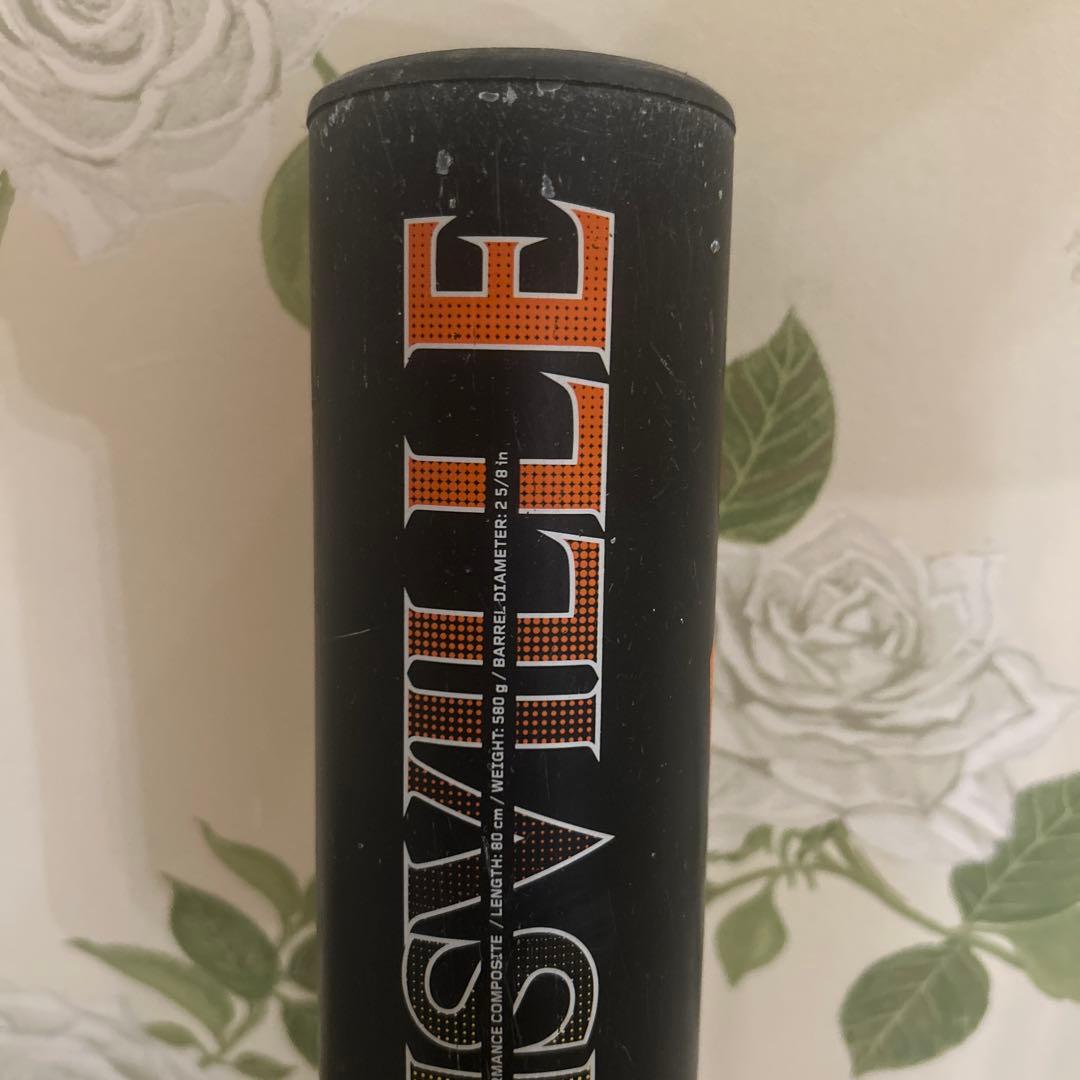 ISVILLE
RMANCE COMPOSITE / LENGTH: 80 cm / WEIGHT: 580 g / BARREL DIAMETER: 2 5/8 in